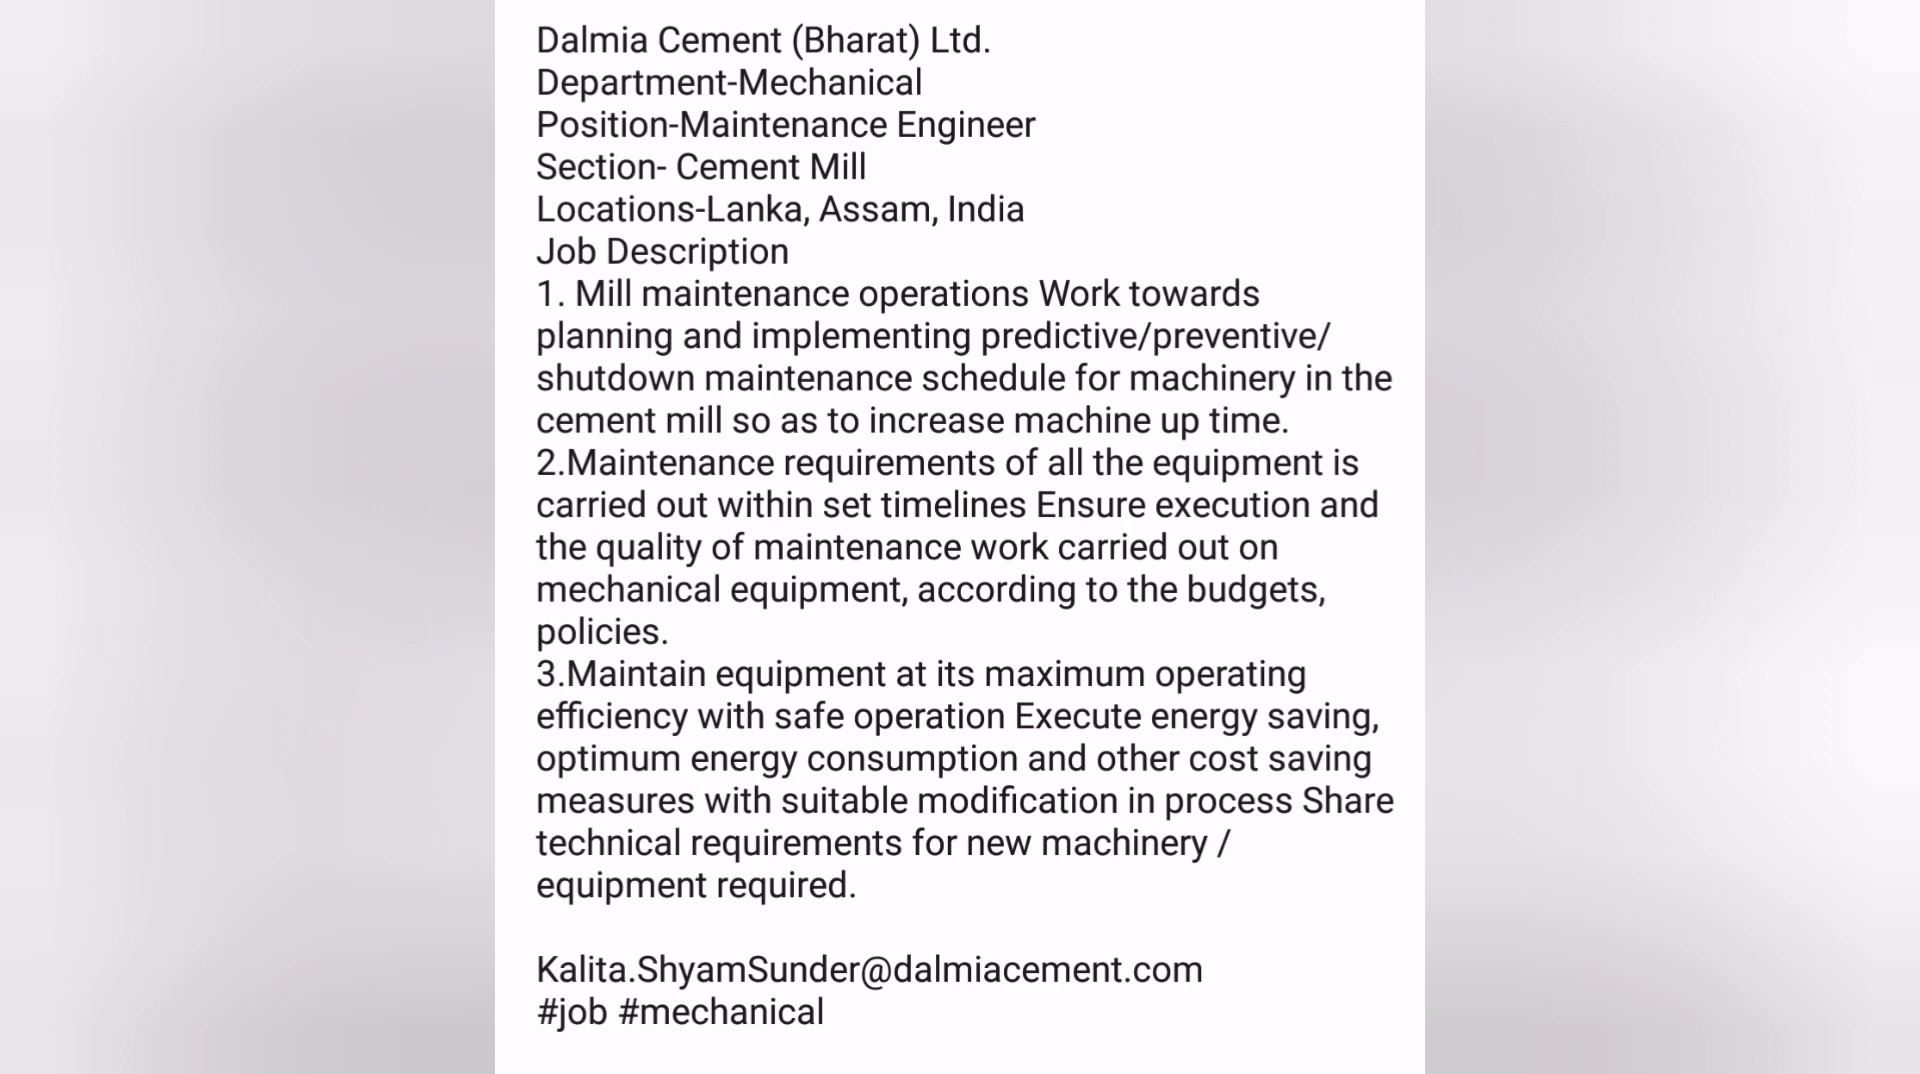 Dalmia Cement (Bharat) Ltd.
Department-Mechanical
Position-Maintenance Engineer
Section- Cement Mill
Locations-Lanka, Assam, India
Job Description
1. Mill maintenance operations Work towards
planning and implementing predictive/preventive/
shutdown maintenance schedule for machinery in the
cement mill so as to increase machine up time.
2.Maintenance requirements of all the equipment is
carried out within set timelines Ensure execution and
the quality of maintenance work carried out on
mechanical equipment, according to the budgets,
policies.
3.Maintain equipment at its maximum operating
efficiency with safe operation Execute energy saving,
optimum energy consumption and other cost saving
measures with suitable modification in process Share
technical requirements for new machinery /
equipment required.
Kalita.ShyamSunder@dalmiacement.com
#job #mechanical